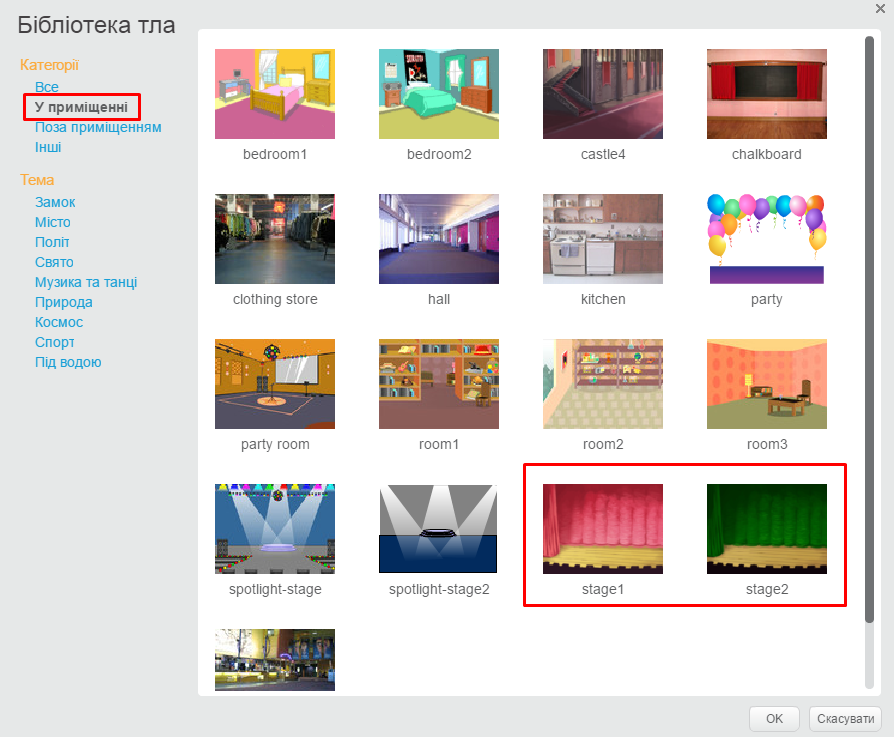 Бібліотека тла
Категорії
Все
У приміщенні
Поза приміщенням
Інші
Тема
Замок
Місто
Політ
Свято
Музика та танці
Природа
Космос
Спорт
Під водою
bedroom1
bedroom2
castle4
chalkboard
clothing store
hall
kitchen
party
party room
room1
room2
room3
spotlight-stage
spotlight-stage2
stage1
stage2
OK
Скасувати